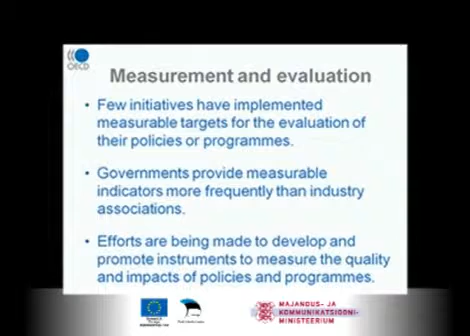 OECD
Measurement and evaluation
• Few initiatives have implemented
measurable targets for the evaluation of
their policies or programmes.
• Governments provide measurable
indicators more frequently than industry
associations.
• Efforts are being made to develop and
promote instruments to measure the quality
and impacts of policies and programmes.
MAJANDUS- JA
KOMMUNIKATSIOONI-
MINISTEERIUM